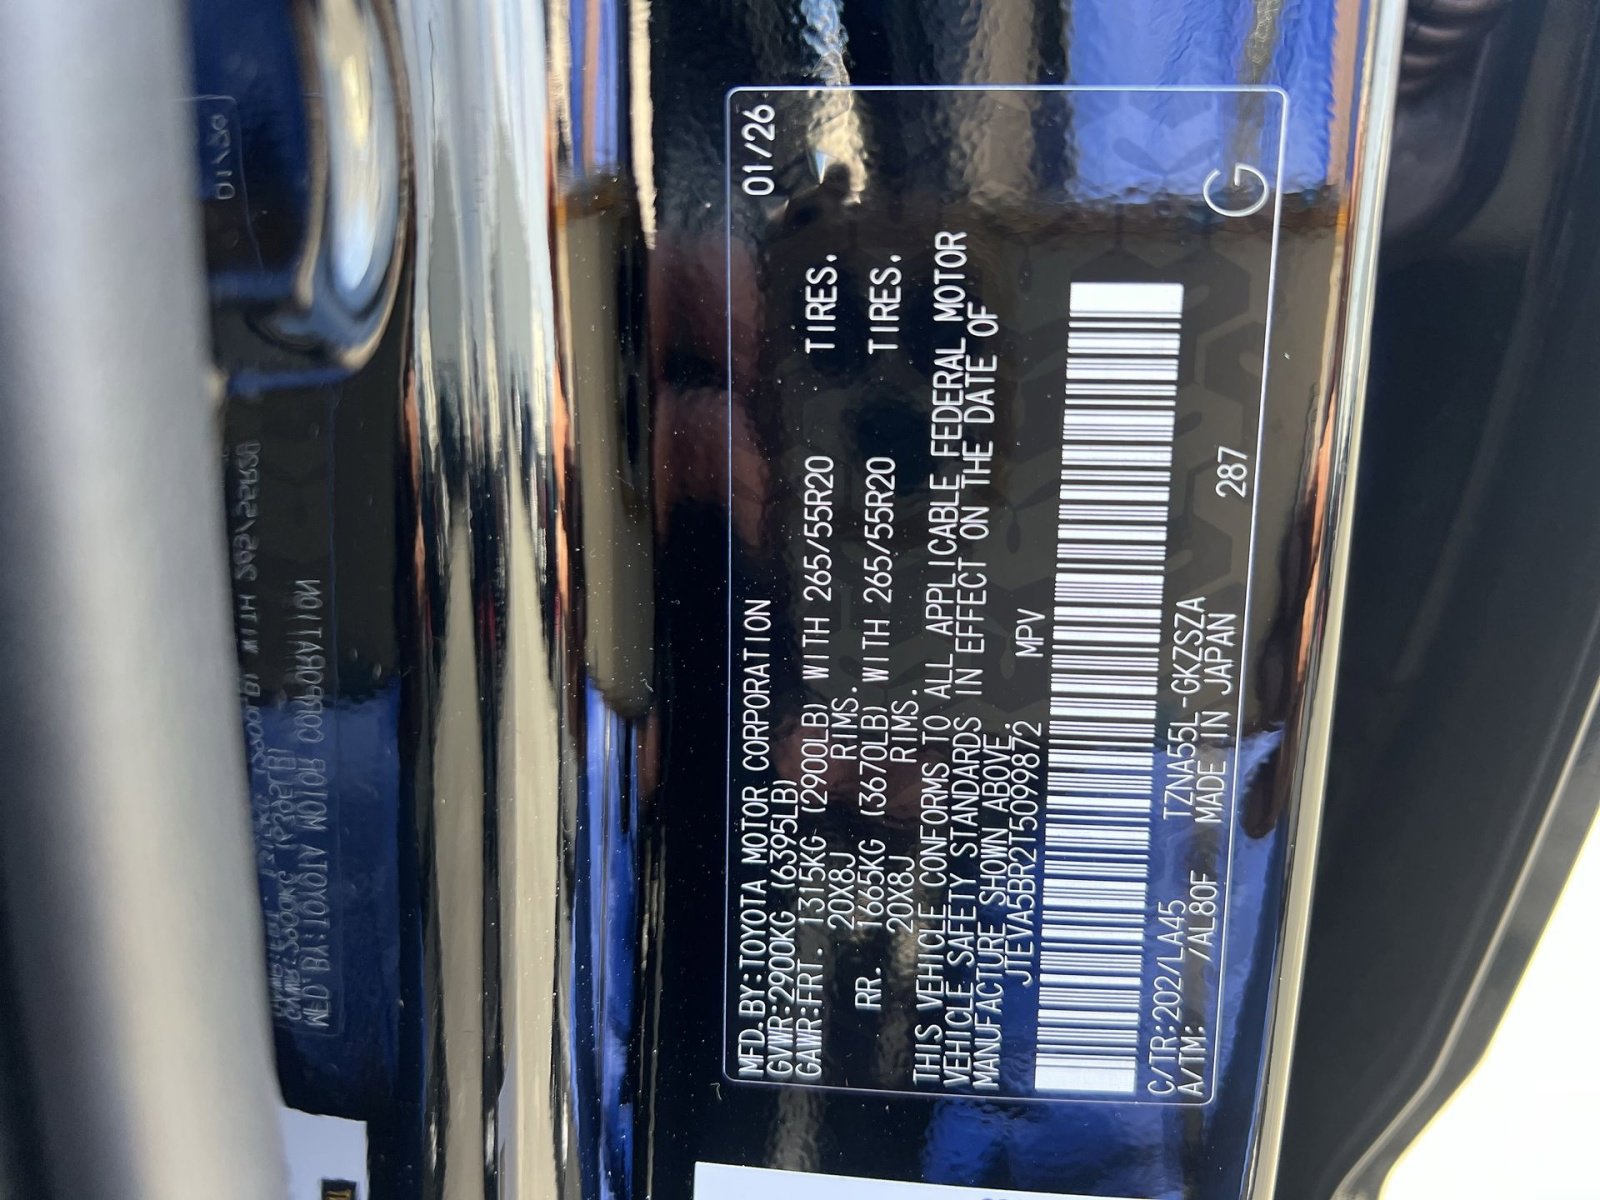 MFD.BY:TOYOTA MOTOR CORPORATION 01/26
GVWR:2900KG (6395LB)
GAWR:FRT. 1315KG (2900LB) WITH 265/55R20 TIRES.
20X8J RIMS.
RR. 1665KG (3670LB) WITH 265/55R20 TIRES.
20X8J RIMS.
THIS VEHICLE CONFORMS TO ALL APPLICABLE FEDERAL MOTOR
VEHICLE SAFETY STANDARDS IN EFFECT ON THE DATE OF
MANUFACTURE SHOWN ABOVE.
JTEVA5BR2T5099872 MPV
C/TR:202/LA45 TZNA55L-GKZSZA
A/TM: /AL80F MADE IN JAPAN 287 G